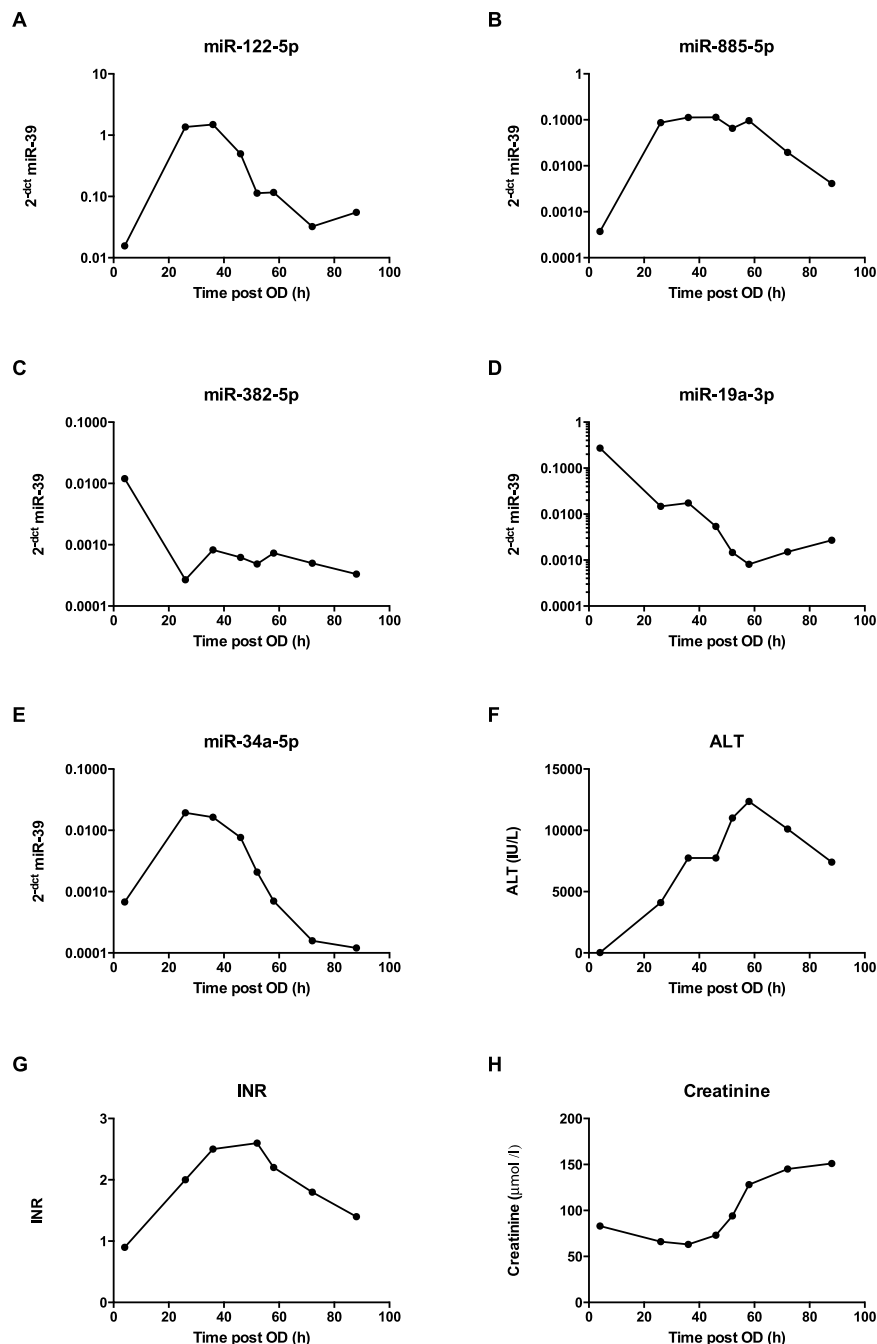 A
miR-122-5p
10
1
0.10
0.01
2-dct miR-39
0 20 40 60 80 100
Time post OD (h)
B
miR-885-5p
1
0.1000
0.0100
0.0010
0.0001
2-dct miR-39
0 20 40 60 80 100
Time post OD (h)
C
miR-382-5p
0.1000
0.0100
0.0010
0.0001
2-dct miR-39
0 20 40 60 80 100
Time post OD (h)
D
miR-19a-3p
1
0.1000
0.0100
0.0010
0.0001
2-dct miR-39
0 20 40 60 80 100
Time post OD (h)
E
miR-34a-5p
0.1000
0.0100
0.0010
0.0001
2-dct miR-39
0 20 40 60 80 100
Time post OD (h)
F
ALT
15000
10000
5000
0
ALT (IU/L)
0 20 40 60 80 100
Time post OD (h)
G
INR
3
2
1
0
INR
0 20 40 60 80 100
Time post OD (h)
H
Creatinine
200
150
100
50
0
Creatinine (µmol /l)
0 20 40 60 80 100
Time post OD (h)